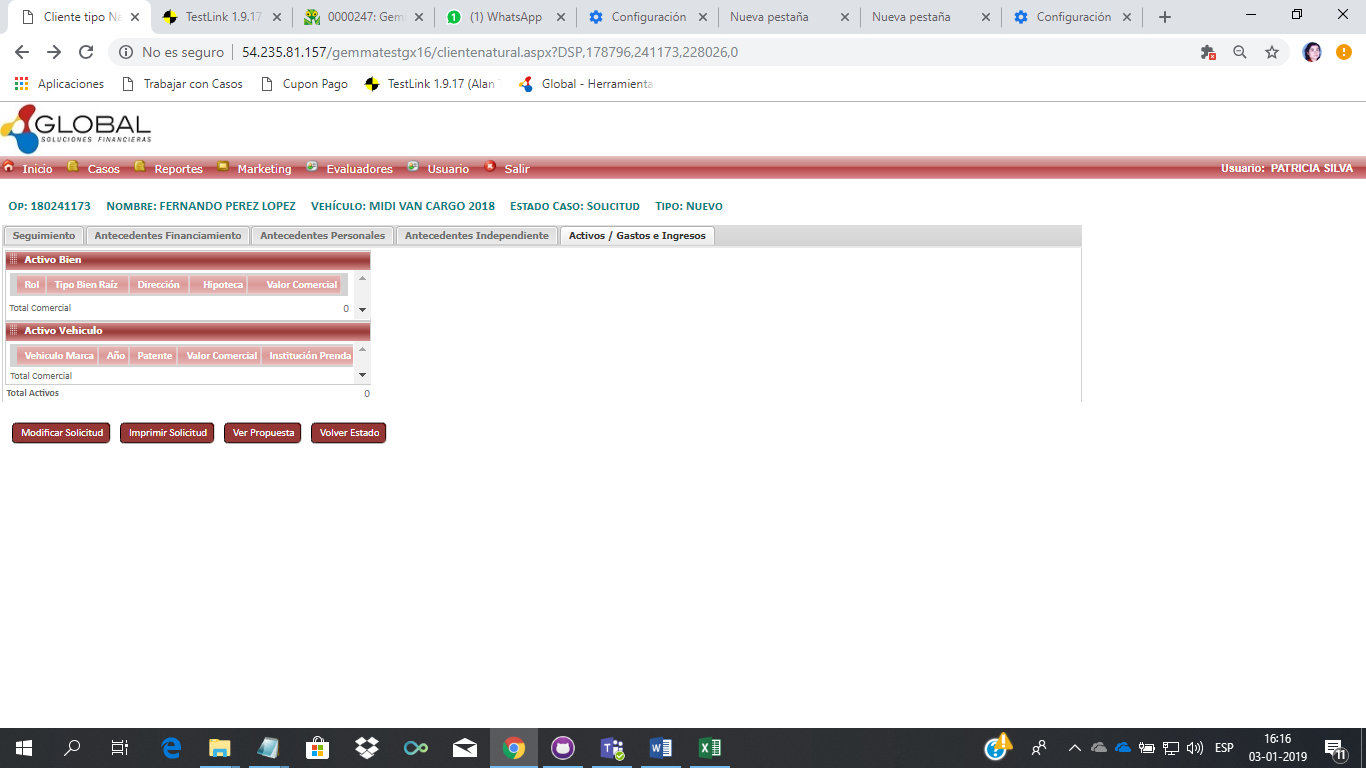 Cliente tipo Na
TestLink 1.9.17
0000247: Gem
(1) WhatsApp
Configuración
Nueva pestaña
Nueva pestaña
Configuración
No es seguro | 54.235.81.157/gemmatestgx16/clientenatural.aspx?DSP,178796,241173,228026,0
Aplicaciones
Trabajar con Casos
Cupon Pago
TestLink 1.9.17 (Alan
Global - Herramienta
GLOBAL
SOLUCIONES FINANCIERAS
Inicio Casos Reportes Marketing Evaluadores Usuario Salir
Usuario: PATRICIA SILVA
OP: 180241173 NOMBRE: FERNANDO PEREZ LOPEZ VEHÍCULO: MIDI VAN CARGO 2018 ESTADO CASO: SOLICITUD TIPO: NUEVO
Seguimiento Antecedentes Financiamiento Antecedentes Personales Antecedentes Independiente Activos / Gastos e Ingresos
Activo Bien
Rol Tipo Bien Raíz Dirección Hipoteca Valor Comercial
Total Comercial 0
Activo Vehiculo
Vehiculo Marca Año Patente Valor Comercial Institución Prenda
Total Comercial
Total Activos 0
Modificar Solicitud Imprimir Solicitud Ver Propuesta Volver Estado
ESP
16:16
03-01-2019
11